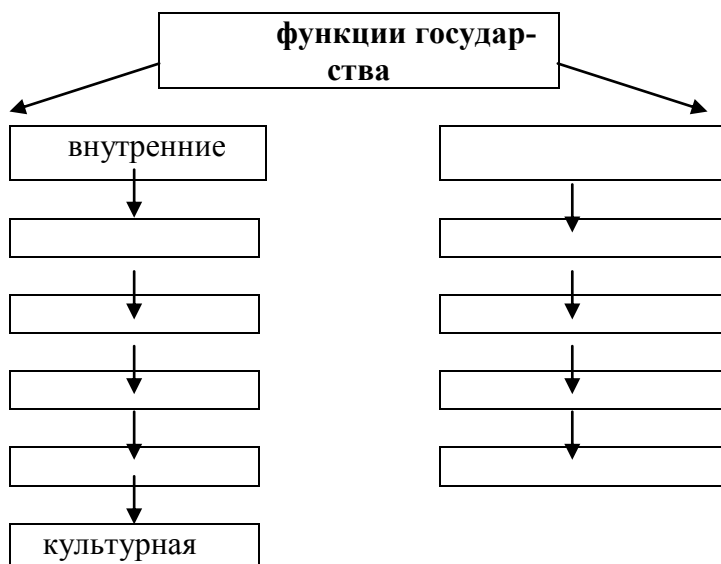 функции государ-
ства
внутренние
культурная